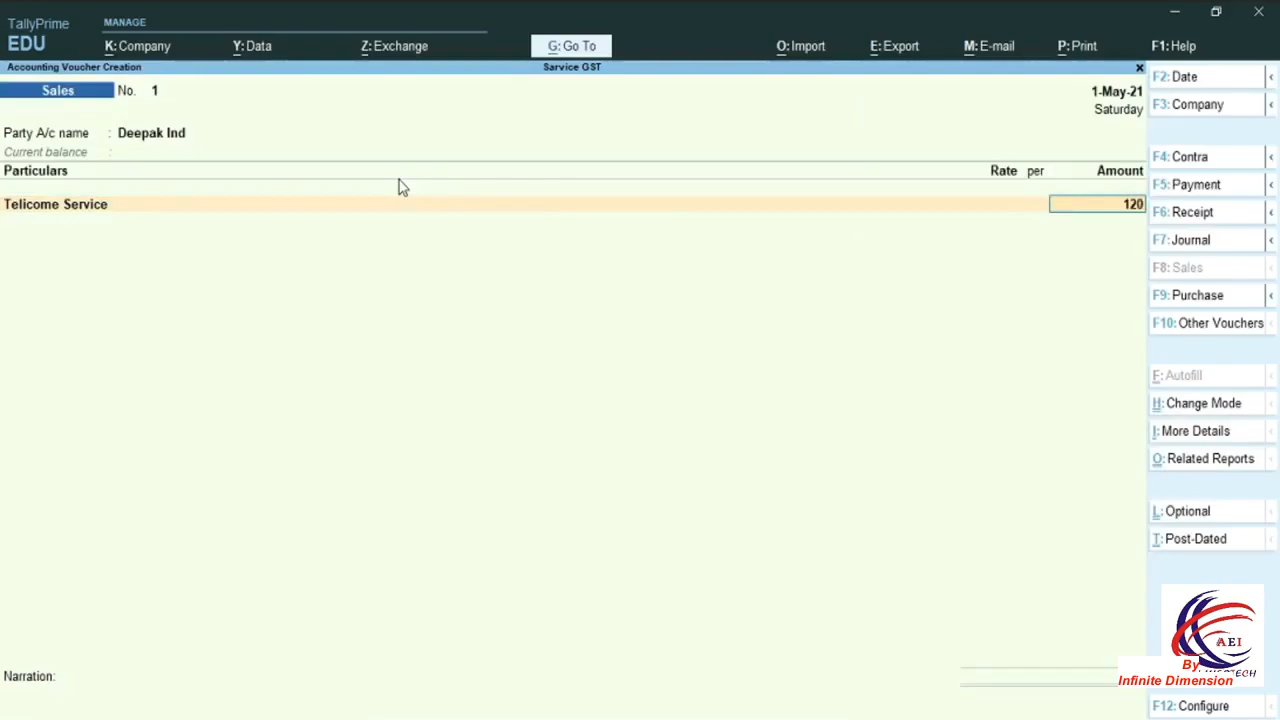 TallyPrime
EDU
MANAGE
K: Company
Y: Data
Z: Exchange
G: Go To
O: Import
E: Export
M: E-mail
P: Print
F1: Help
Accounting Voucher Creation
Sarvice GST
Sales
No. 1
1-May-21
Saturday
Party A/c name : Deepak Ind
Current balance :
Particulars
Rate per
Amount
Telicome Service
120
F2: Date
F3: Company
F4: Contra
F5: Payment
F6: Receipt
F7: Journal
F8: Sales
F9: Purchase
F10: Other Vouchers
F: Autofill
H: Change Mode
I: More Details
O: Related Reports
L: Optional
T: Post-Dated
AEI
By
Infinite Dimension
Narration:
F12: Configure